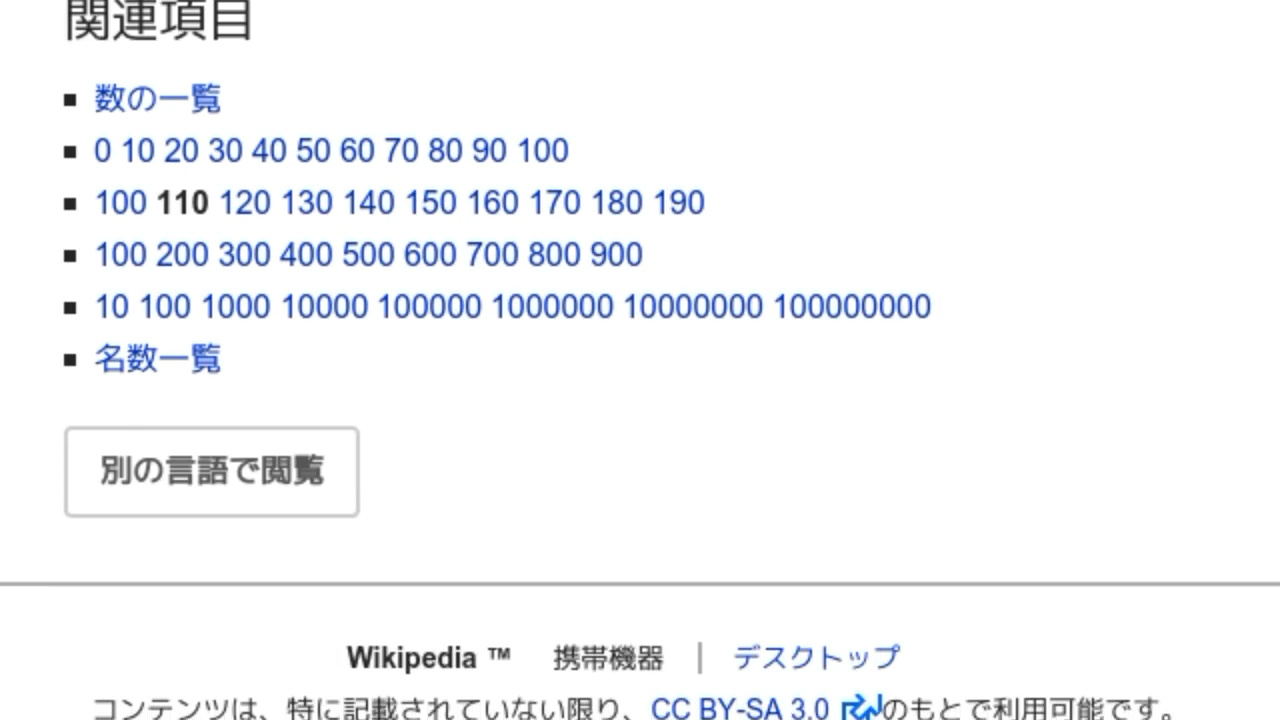 関連項目
数の一覧
0 10 20 30 40 50 60 70 80 90 100
100 110 120 130 140 150 160 170 180 190
100 200 300 400 500 600 700 800 900
10 100 1000 10000 100000 1000000 10000000 100000000
名数一覧
別の言語で閲覧
Wikipedia ™ 携帯機器 | デスクトップ
コンテンツは、特に記載されていない限り、CC BY-SA 3.0 のもとで利用可能です。